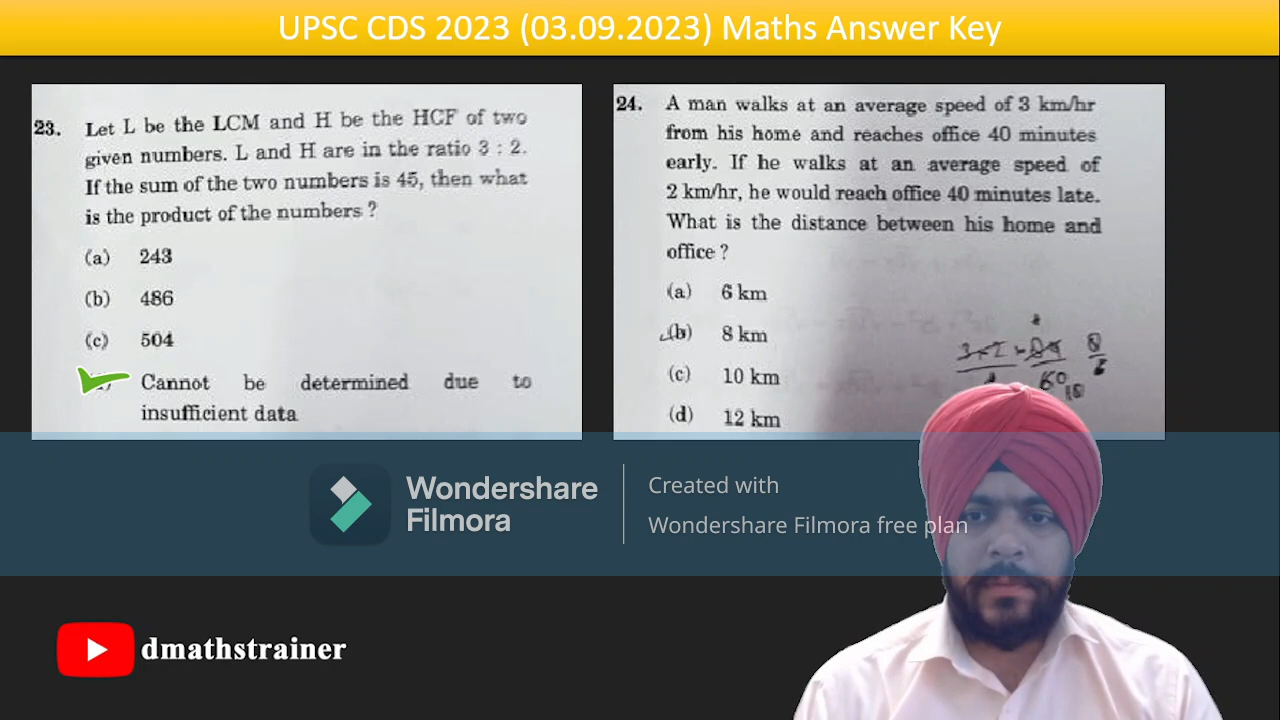 UPSC CDS 2023 (03.09.2023) Maths Answer Key
23. Let L be the LCM and H be the HCF of two
given numbers. L and H are in the ratio 3 : 2.
If the sum of the two numbers is 45, then what
is the product of the numbers ?
(a) 243
(b) 486
(c) 504
Cannot be determined due to
insufficient data
24. A man walks at an average speed of 3 km/hr
from his home and reaches office 40 minutes
early. If he walks at an average speed of
2 km/hr, he would reach office 40 minutes late.
What is the distance between his home and
office ?
(a) 6 km
(b) 8 km
(c) 10 km
(d) 12 km
Wondershare
Filmora
Created with
Wondershare Filmora free plan
dmathstrainer